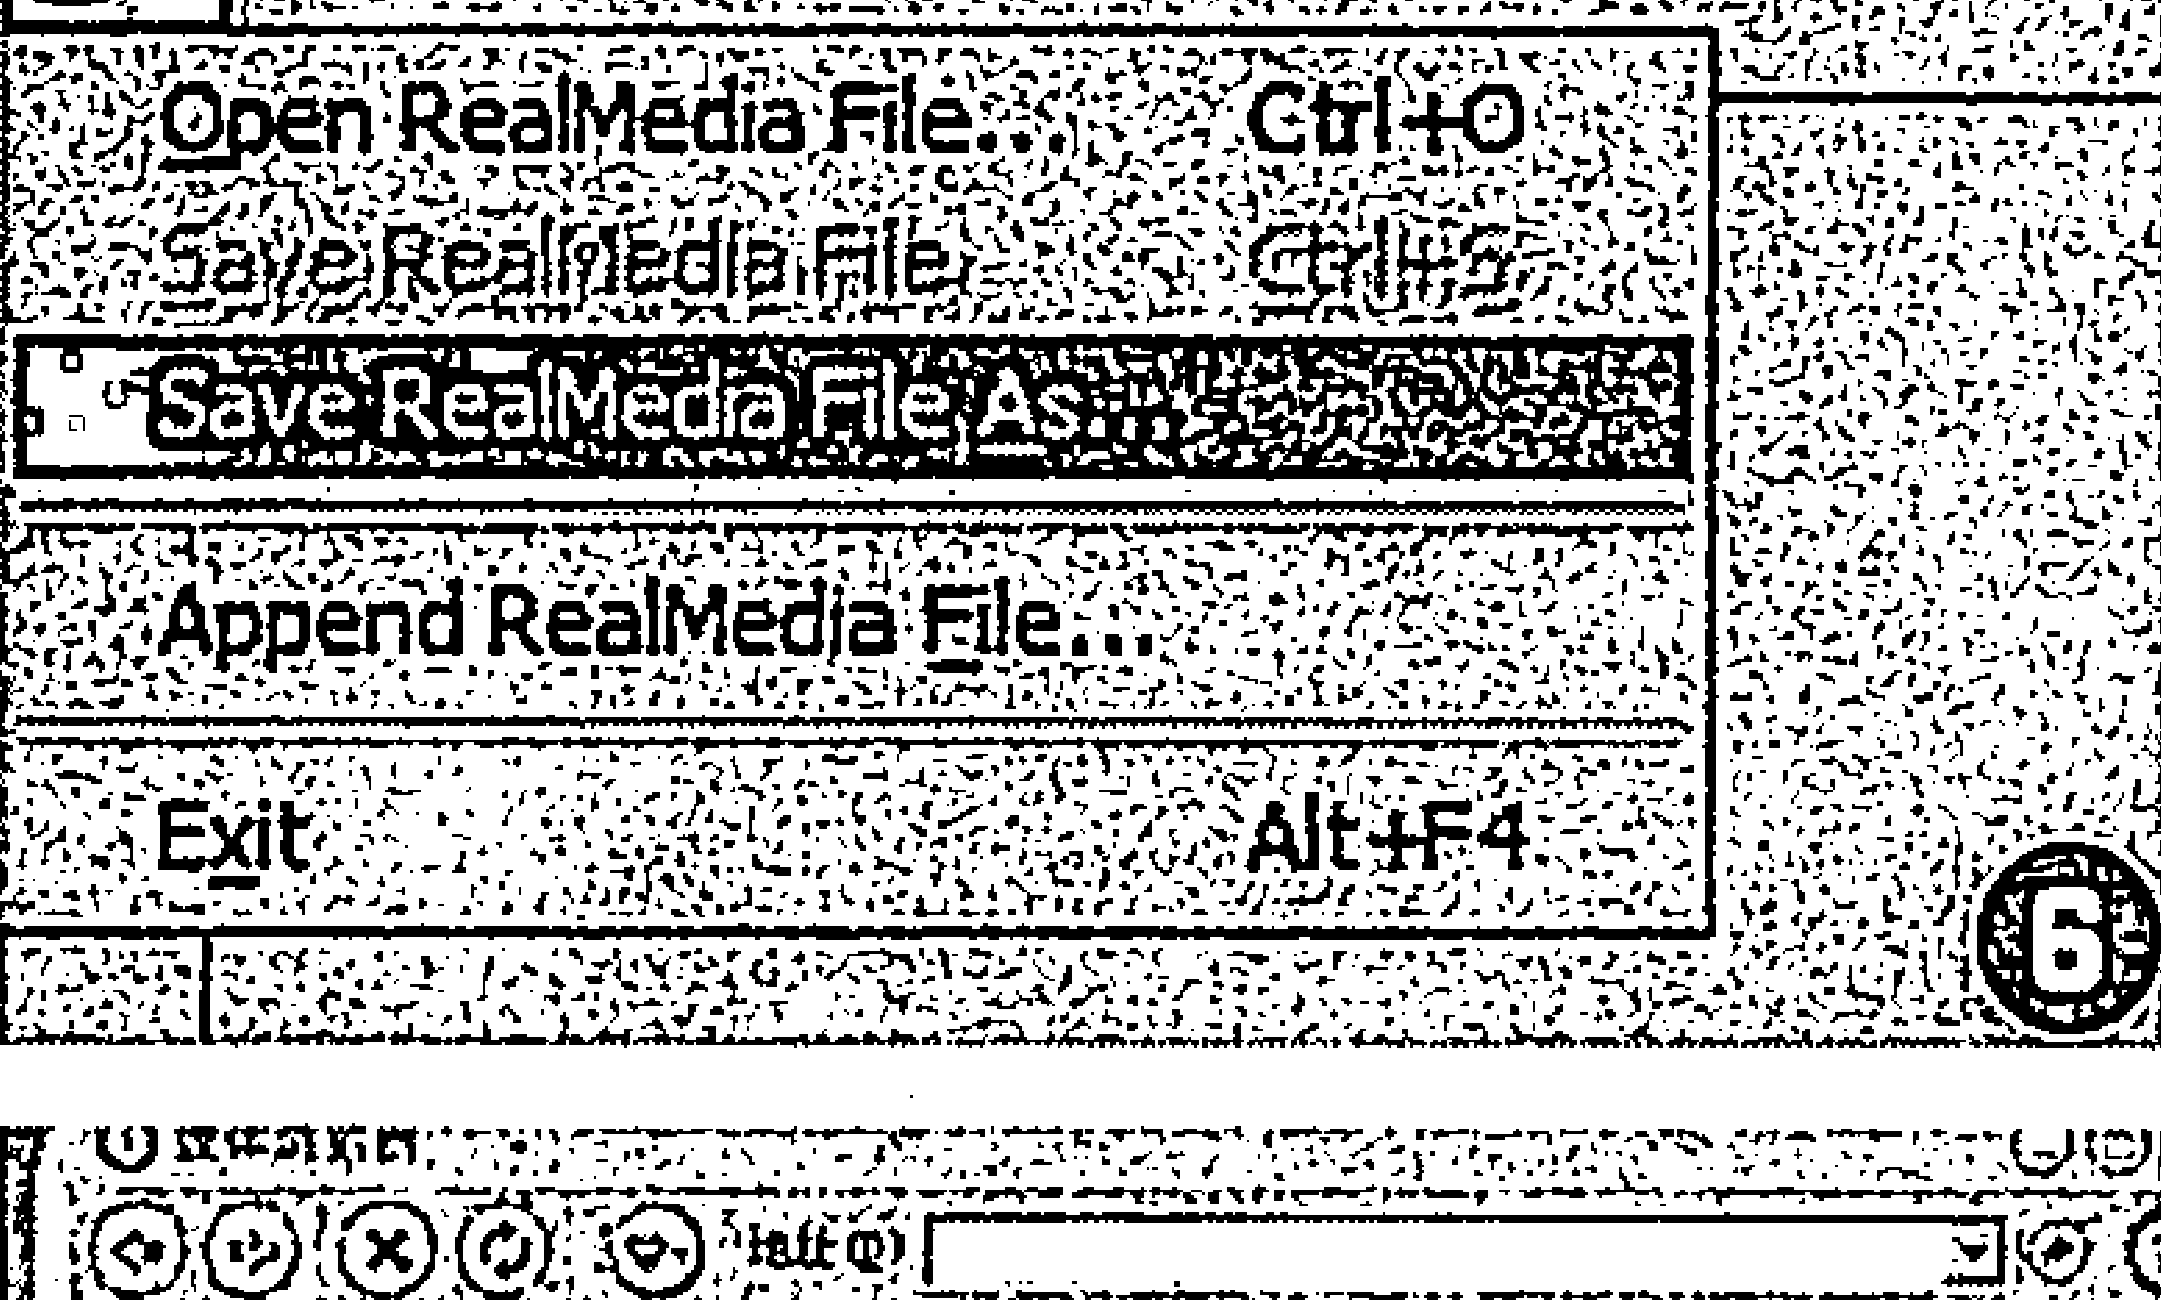 Open RealMedia File... Ctrl+O
Save RealMedia File Ctrl+S
Save RealMedia File As...
Append RealMedia File...
Exit Alt+F4
6